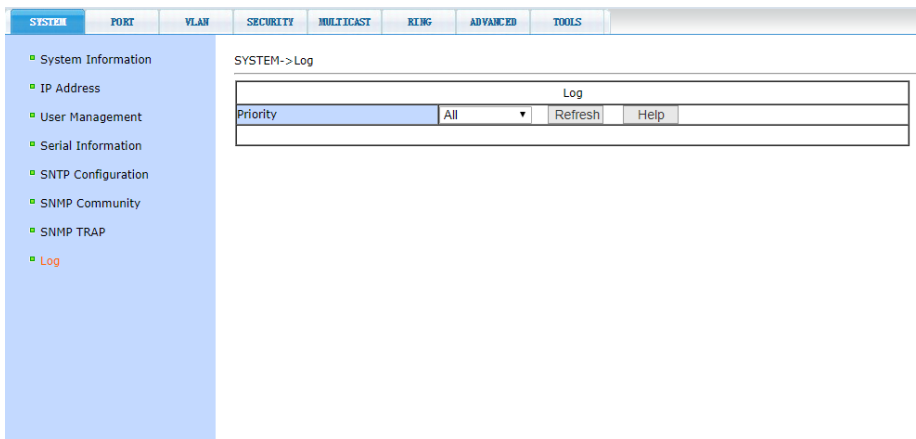 SYSTEM PORT VLAN SECURITY MULTICAST RING ADVANCED TOOLS
System Information
IP Address
User Management
Serial Information
SNTP Configuration
SNMP Community
SNMP TRAP
Log
SYSTEM->Log
Log
Priority All Refresh Help